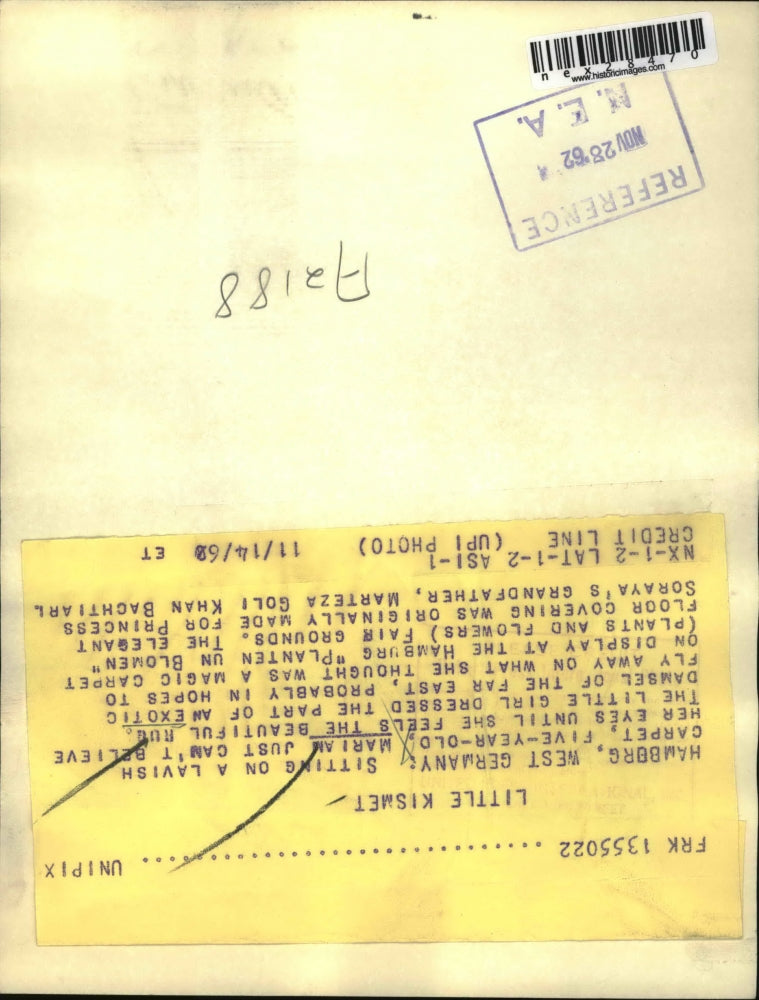 nex28470
www.historicimages.com
REFERENCE
NOV 28 '62
N. E. A.
A2188
FRK 1355022 .......................... UNIPIX
LITTLE KISMET
HAMBURG, WEST GERMANY: SITTING ON A LAVISH
CARPET, FIVE-YEAR-OLD MARIAM JUST CAN'T BELIEVE
HER EYES UNTIL SHE FEELS THE BEAUTIFUL RUG.
THE LITTLE GIRL DRESSED THE PART OF AN EXOTIC
DAMSEL OF THE FAR EAST, PROBABLY IN HOPES TO
FLY AWAY ON WHAT SHE THOUGHT WAS A MAGIC CARPET
ON DISPLAY AT THE HAMBURG "PLANTEN UN BLOMEN"
(PLANTS AND FLOWERS) FAIR GROUNDS. THE ELEGANT
FLOOR COVERING WAS ORIGINALLY MADE FOR PRINCESS
SORAYA'S GRANDFATHER, MARTEZA GOLI KHAN BACHTIARI.
NX-1-2 LAT-1-2 ASI-1
CREDIT LINE (UPI PHOTO) 11/14/62 ET